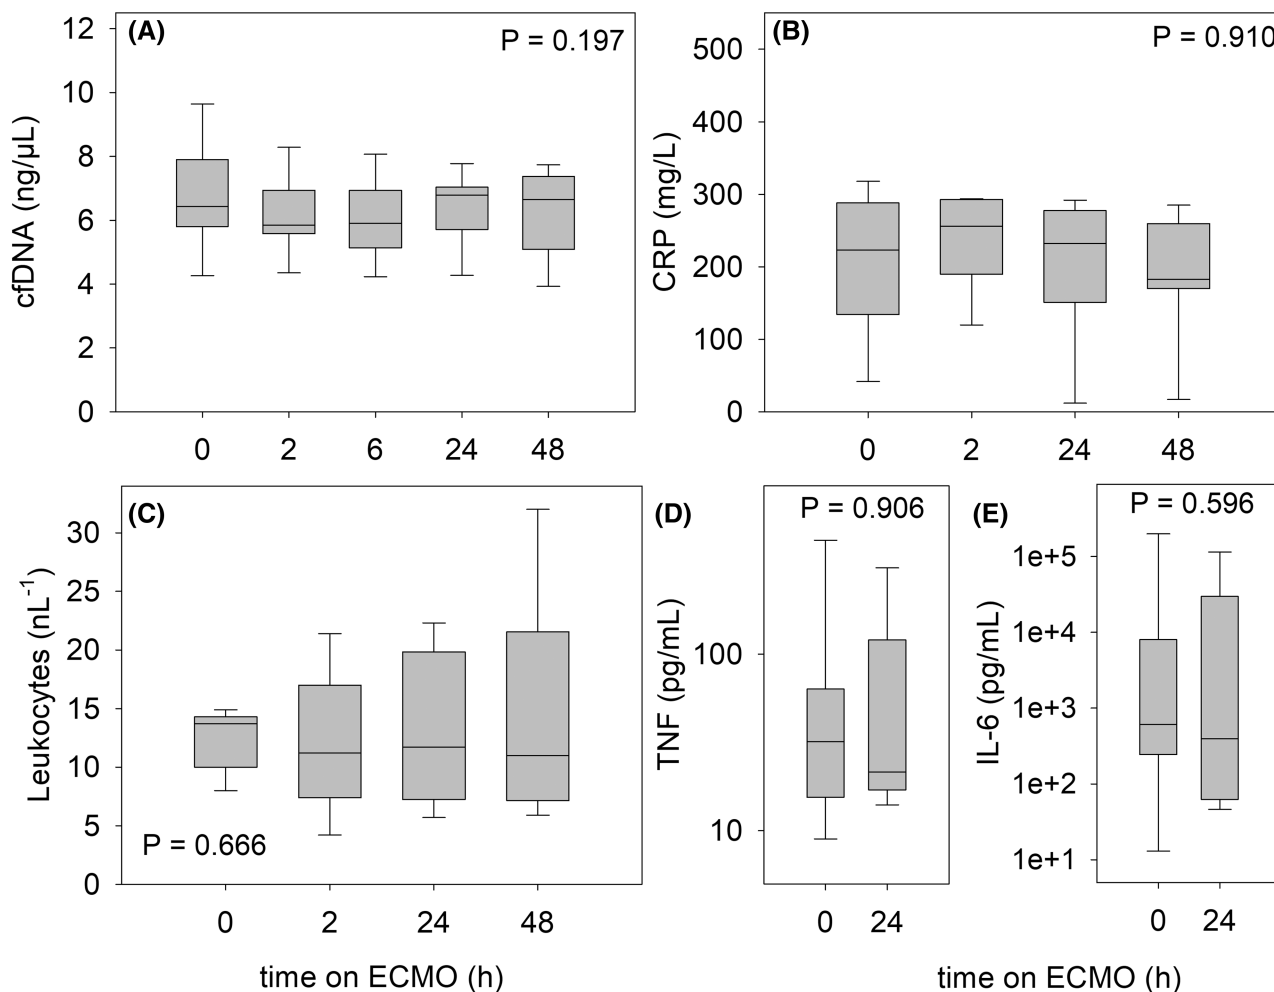 (A)
P = 0.197
cfDNA (ng/µL)
12
10
8
6
4
2
0
0 2 6 24 48
(B)
P = 0.910
CRP (mg/L)
500
400
300
200
100
0
0 2 24 48
(C)
P = 0.666
Leukocytes (nL⁻¹)
30
25
20
15
10
5
0
0 2 24 48
time on ECMO (h)
(D)
P = 0.906
TNF (pg/mL)
100
10
0 24
(E)
P = 0.596
IL-6 (pg/mL)
1e+5
1e+4
1e+3
1e+2
1e+1
0 24
time on ECMO (h)